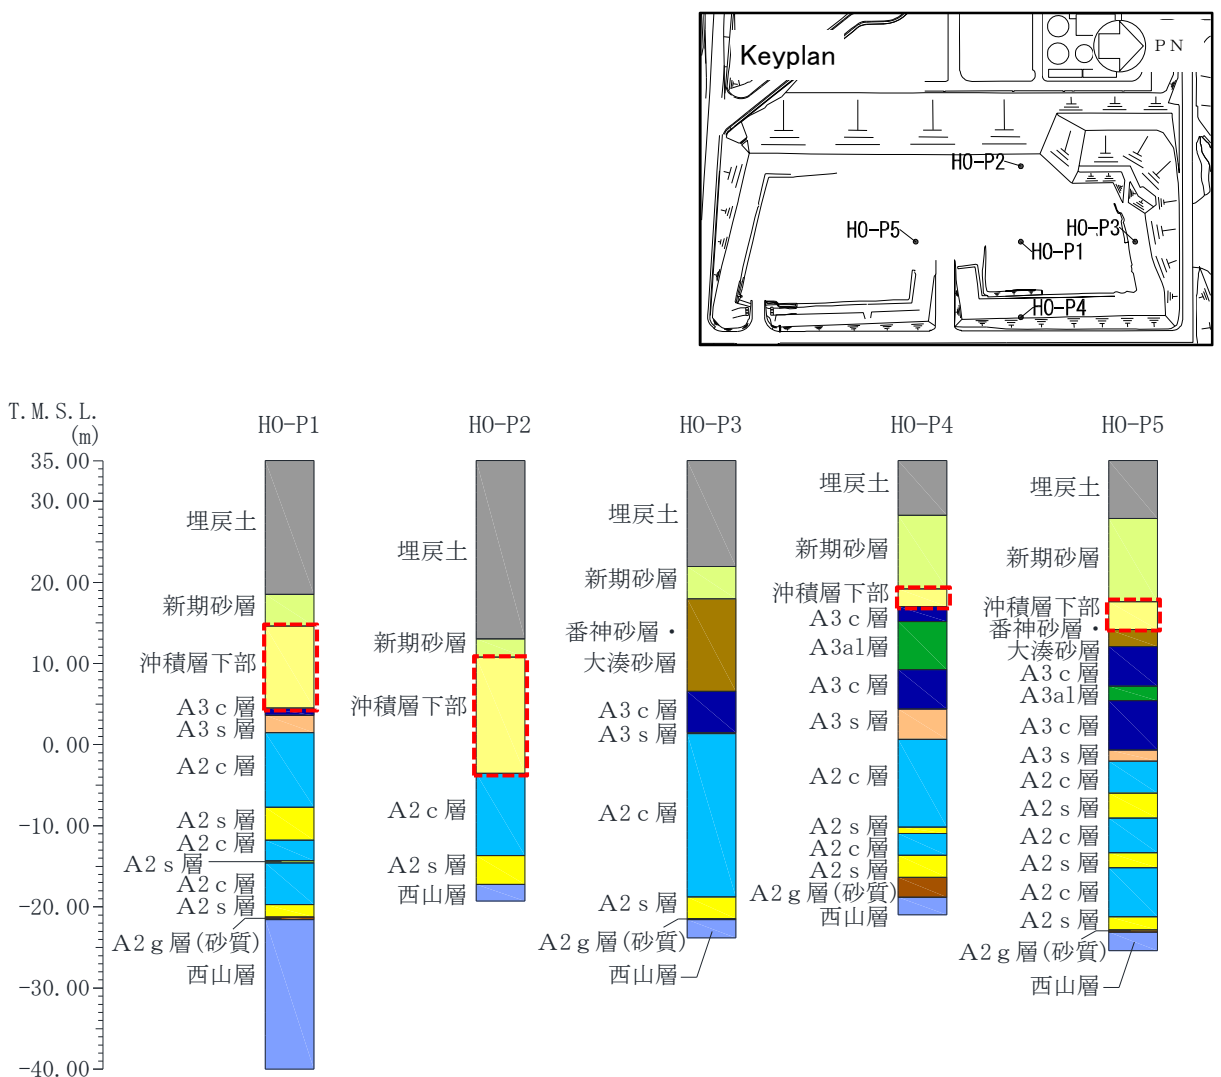 Keyplan
PN
HO-P2
HO-P5
HO-P3
HO-P1
HO-P4
T.M.S.L.
(m)
35.00
30.00
20.00
10.00
0.00
-10.00
-20.00
-30.00
-40.00
HO-P1
埋戻土
新期砂層
沖積層下部
A3c層
A3s層
A2c層
A2s層
A2c層
A2s層
A2c層
A2s層
A2g層(砂質)
西山層
HO-P2
埋戻土
新期砂層
沖積層下部
A2c層
A2s層
西山層
HO-P3
埋戻土
新期砂層
番神砂層・
大湊砂層
A3c層
A3s層
A2c層
A2s層
A2g層(砂質)
西山層
HO-P4
埋戻土
新期砂層
沖積層下部
A3c層
A3al層
A3c層
A3s層
A2c層
A2s層
A2c層
A2s層
A2g層(砂質)
西山層
HO-P5
埋戻土
新期砂層
沖積層下部
番神砂層・
大湊砂層
A3c層
A3al層
A3c層
A3s層
A2c層
A2s層
A2c層
A2s層
A2c層
A2s層
A2g層(砂質)
西山層